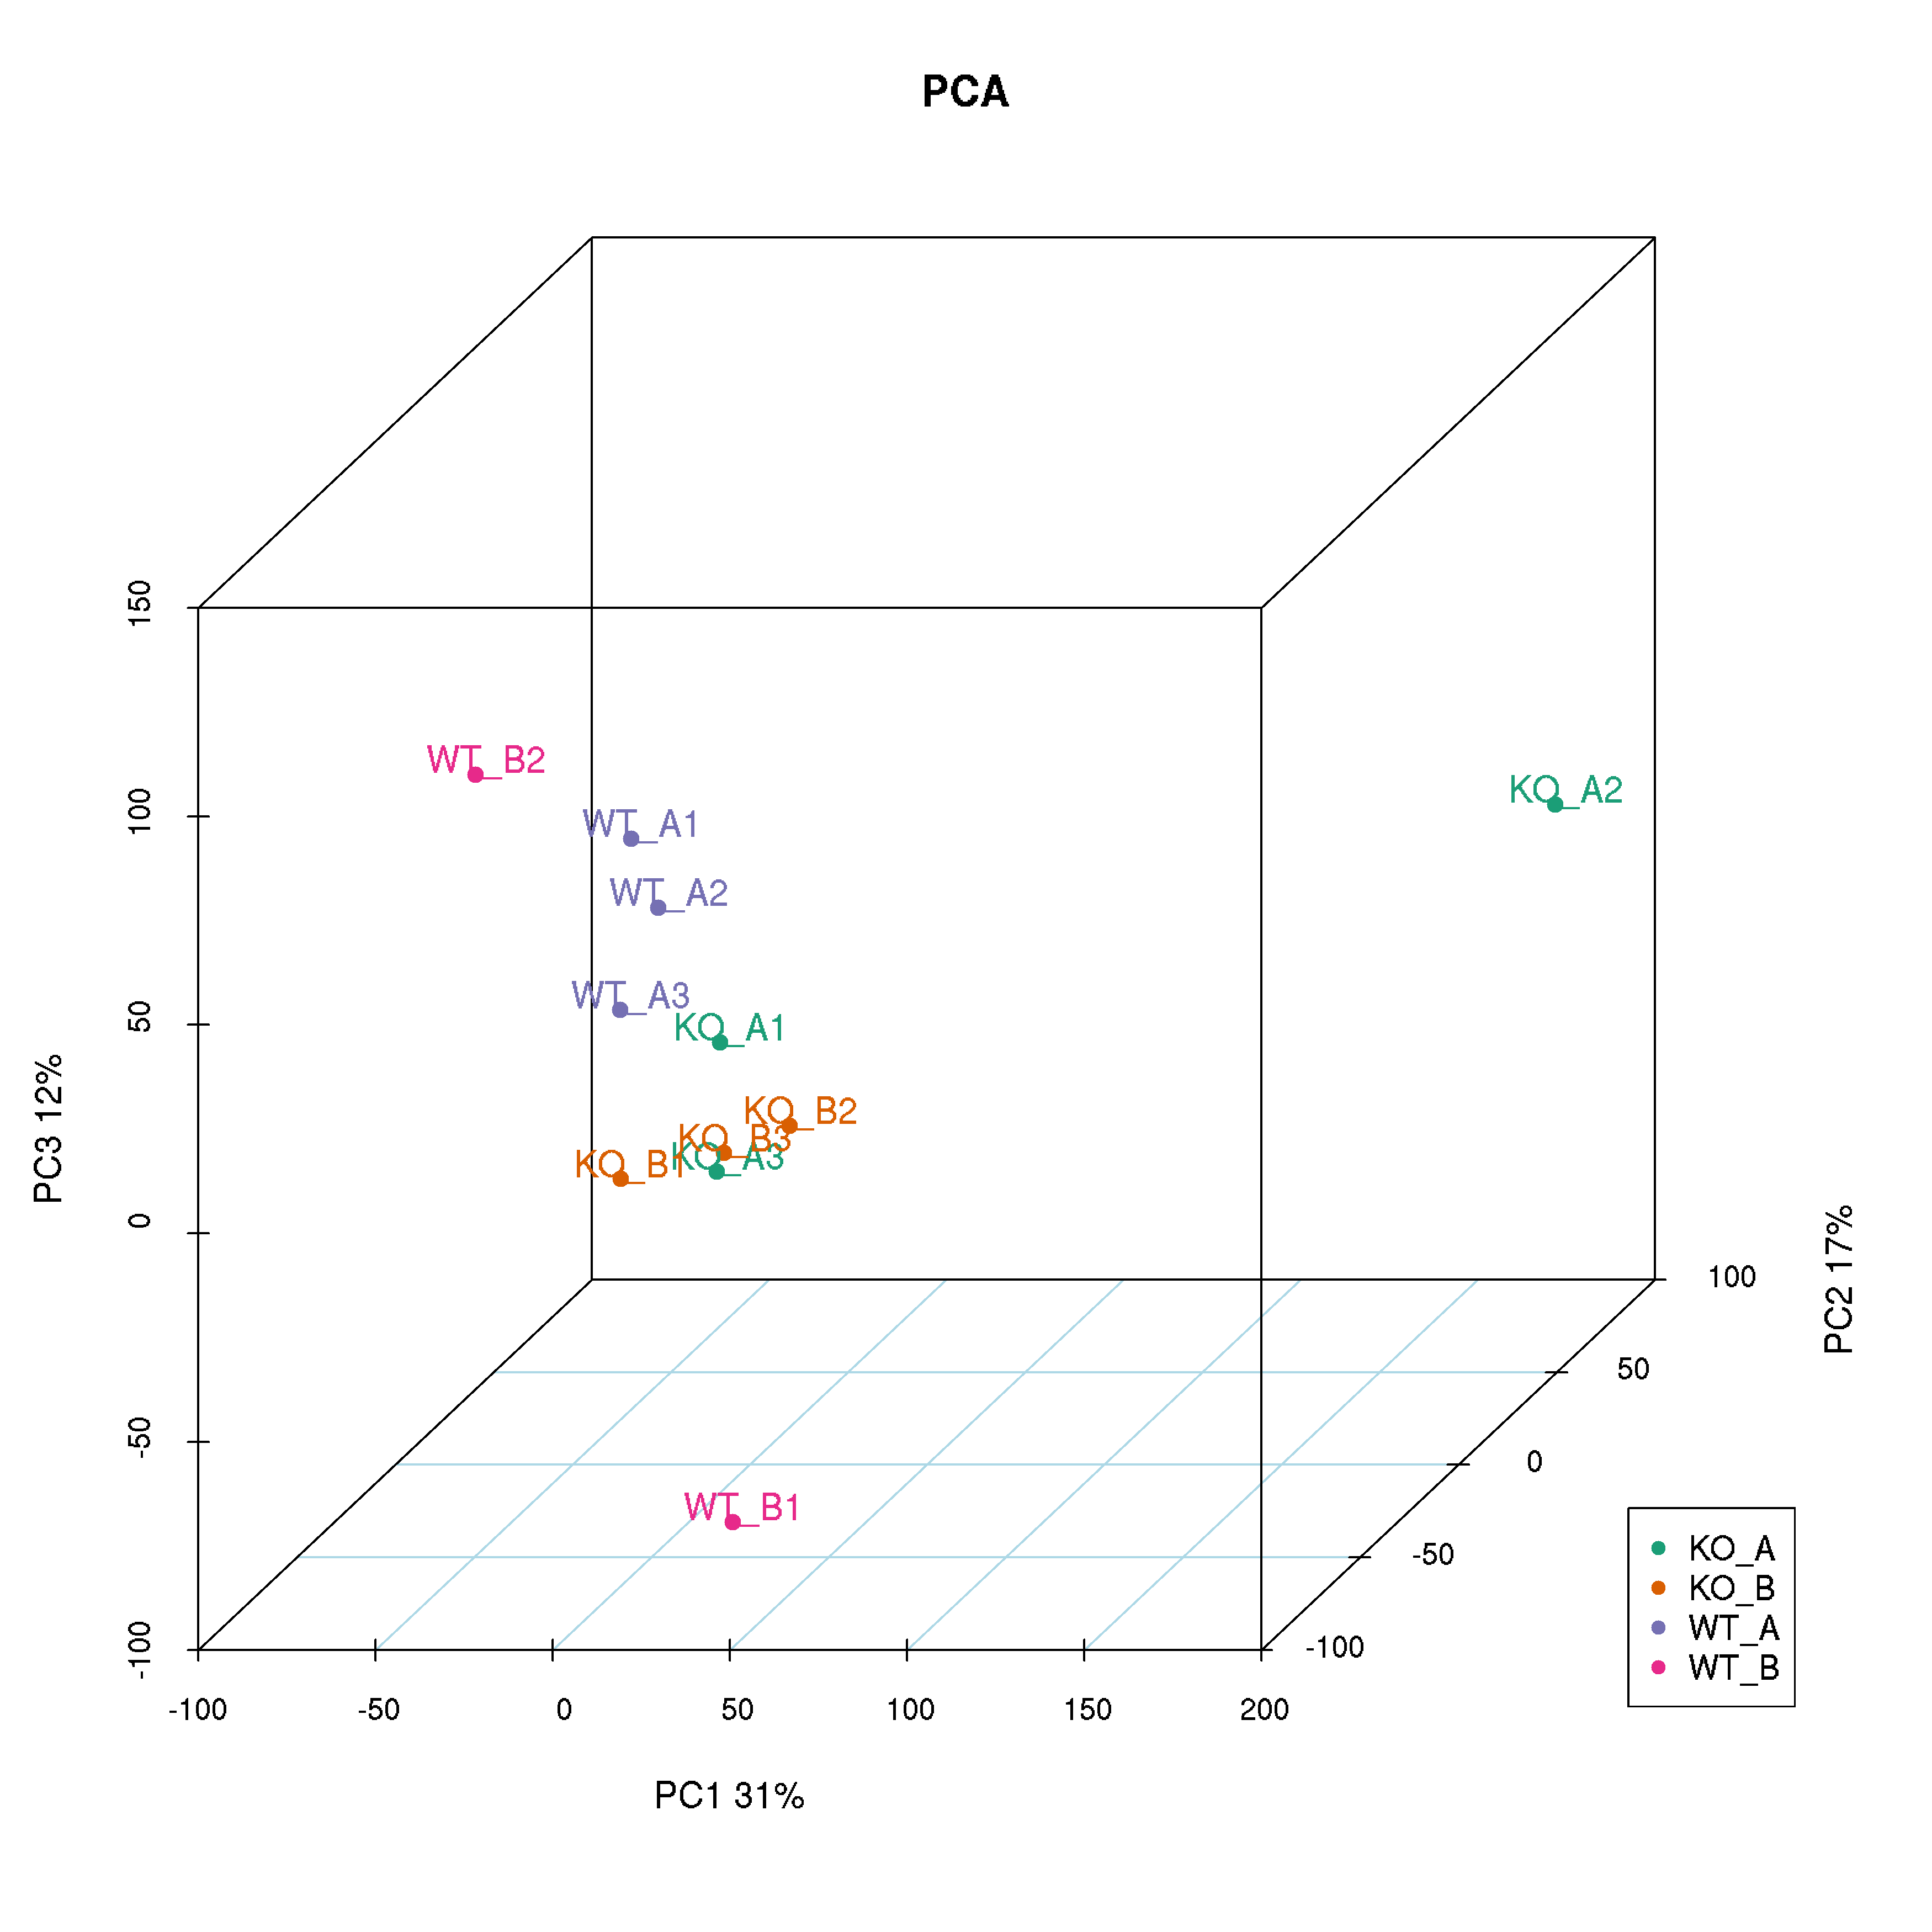 PCA
150
100
50
0
-50
-100
PC3 12%
WT_B2
KO_A2
WT_A1
WT_A2
WT_A3
KO_A1
KO_B2
KO_B3
KO_A3
KO_B1
WT_B1
100
50
0
-50
-100
PC2 17%
-100 -50 0 50 100 150 200
PC1 31%
KO_A
KO_B
WT_A
WT_B